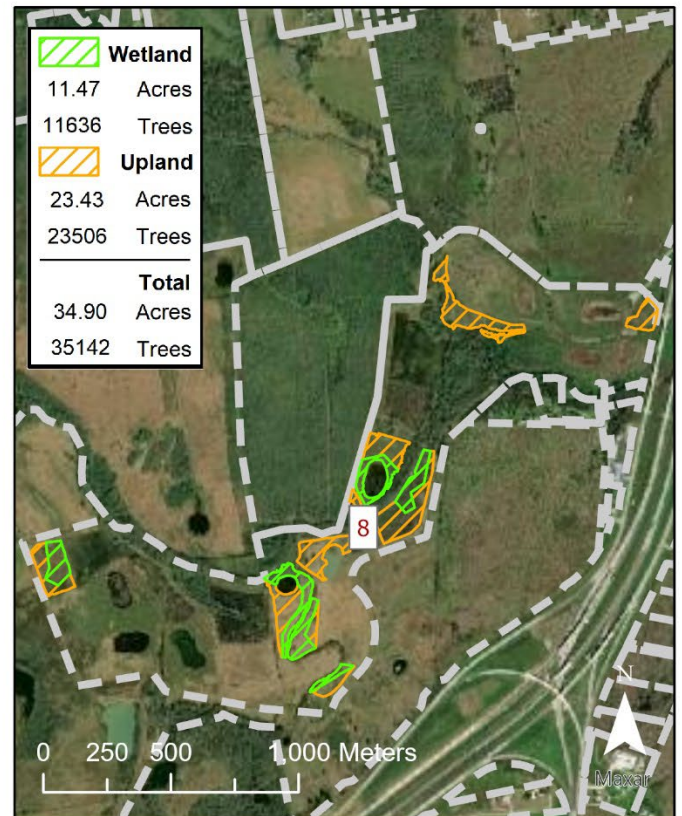 Wetland
11.47 Acres
11636 Trees
Upland
23.43 Acres
23506 Trees
Total
34.90 Acres
35142 Trees
8
N
0 250 500 1,000 Meters
Maxar